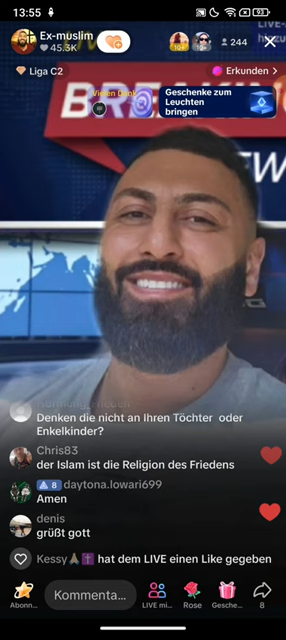 13:55
93
Ex-muslim
45.3K
244
Liga C2
Erkunden >
Vielen Dank
Geschenke zum
Leuchten
bringen
Denken die nicht an Ihren Töchter oder
Enkelkinder?
Chris83
der Islam ist die Religion des Friedens
8 daytona.lowari699
Amen
denis
grüßt gott
Kessy🙏🏽✝️ hat dem LIVE einen Like gegeben
Abonn...
Kommenta...
LIVE mi...
Rose
Gesche...
8